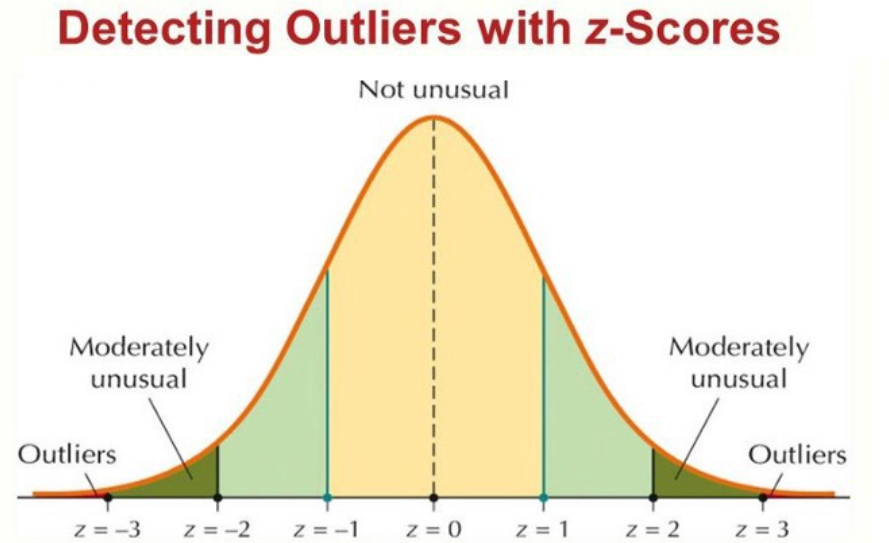 Detecting Outliers with z-Scores
Not unusual
Moderately
unusual
Moderately
unusual
Outliers
Outliers
z = –3
z = –2
z = –1
z = 0
z = 1
z = 2
z = 3